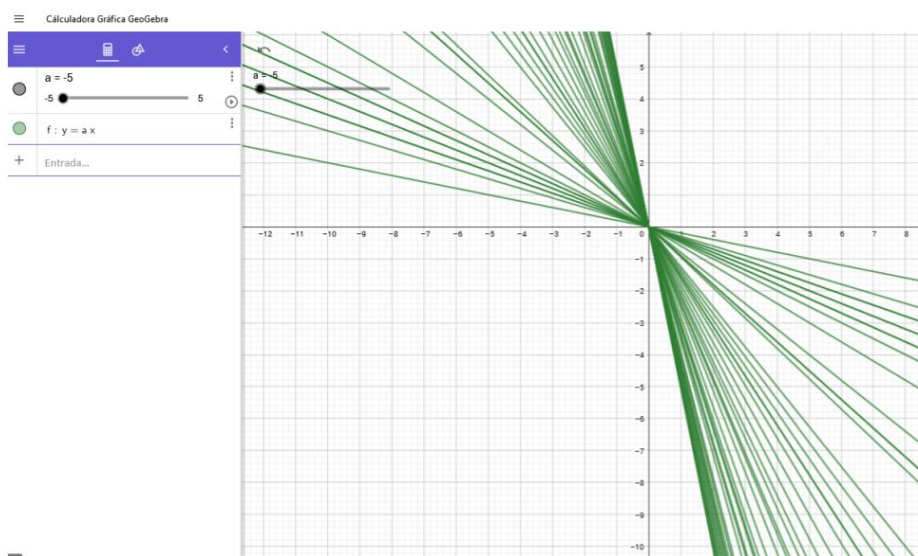 Cálculadora Gráfica GeoGebra
a = -5
-5
5
f : y = a x
Entrada...
a = -5
5
4
3
2
−12 −11 −10 −9 −8 −7 −6 −5 −4 −3 −2 −1 0 1 2 3 4 5 6 7 8
−1
−2
−3
−4
−5
−6
−7
−8
−9
−10